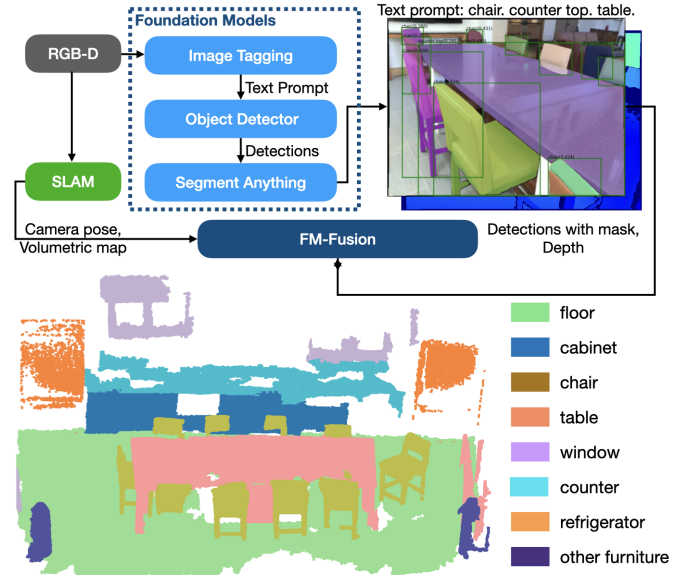 Foundation Models
Text prompt: chair. counter top. table.
RGB-D
Image Tagging
Text Prompt
Object Detector
Detections
SLAM
Segment Anything
Camera pose,
Volumetric map
FM-Fusion
Detections with mask,
Depth
floor
cabinet
chair
table
window
counter
refrigerator
other furniture